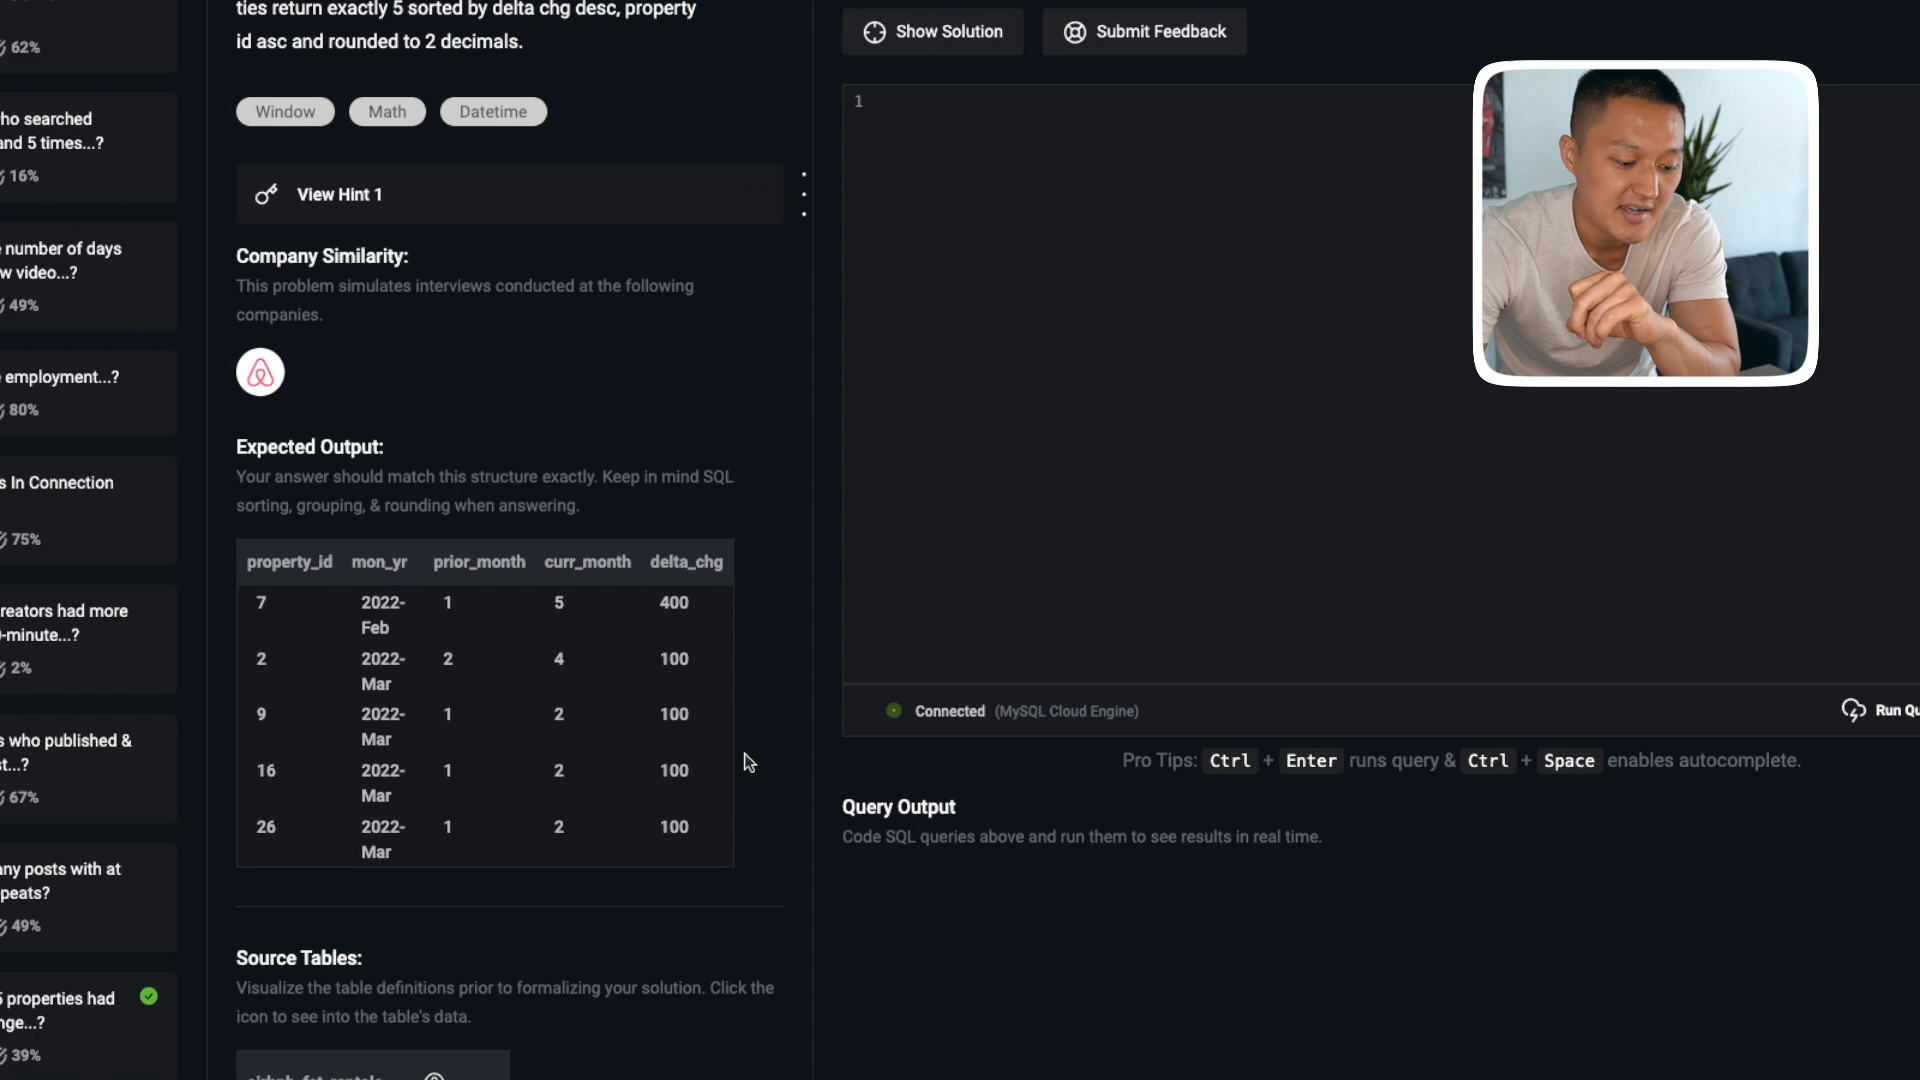 62%
ho searched
and 5 times...?
16%
number of days
w video...?
49%
employment...?
80%
s In Connection
75%
reators had more
-minute...?
2%
s who published &
st...?
67%
any posts with at
peats?
49%
5 properties had
nge...?
39%
ties return exactly 5 sorted by delta chg desc, property
id asc and rounded to 2 decimals.
Window Math Datetime
View Hint 1
Company Similarity:
This problem simulates interviews conducted at the following
companies.
Expected Output:
Your answer should match this structure exactly. Keep in mind SQL
sorting, grouping, & rounding when answering.
property_id mon_yr prior_month curr_month delta_chg
7 2022-Feb 1 5 400
2 2022-Mar 2 4 100
9 2022-Mar 1 2 100
16 2022-Mar 1 2 100
26 2022-Mar 1 2 100
Source Tables:
Visualize the table definitions prior to formalizing your solution. Click the
icon to see into the table's data.
Show Solution Submit Feedback
1
Connected (MySQL Cloud Engine)
Run Qu
Pro Tips: Ctrl + Enter runs query & Ctrl + Space enables autocomplete.
Query Output
Code SQL queries above and run them to see results in real time.